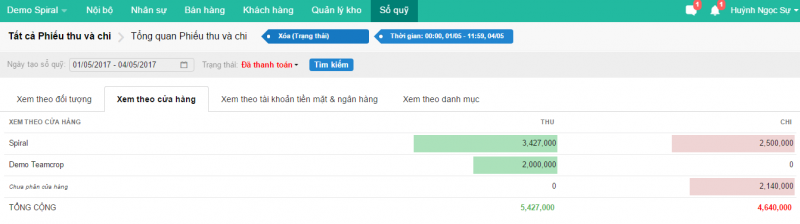 Demo Spiral Nội bộ Nhân sự Bán hàng Khách hàng Quản lý kho Sổ quỹ 1 1 Huỳnh Ngọc Sự
Tất cả Phiếu thu và chi Tổng quan Phiếu thu và chi Xóa (Trạng thái) Thời gian: 00:00, 01/05 - 11:59, 04/05
Ngày tạo sổ quỹ: 01/05/2017 - 04/05/2017 Trạng thái: Đã thanh toán Tìm kiếm
Xem theo đối tượng Xem theo cửa hàng Xem theo tài khoản tiền mặt & ngân hàng Xem theo danh mục
XEM THEO CỬA HÀNG THU CHI
Spiral 3,427,000 2,500,000
Demo Teamcrop 2,000,000 0
Chưa phân cửa hàng 0 2,140,000
TỔNG CỘNG 5,427,000 4,640,000